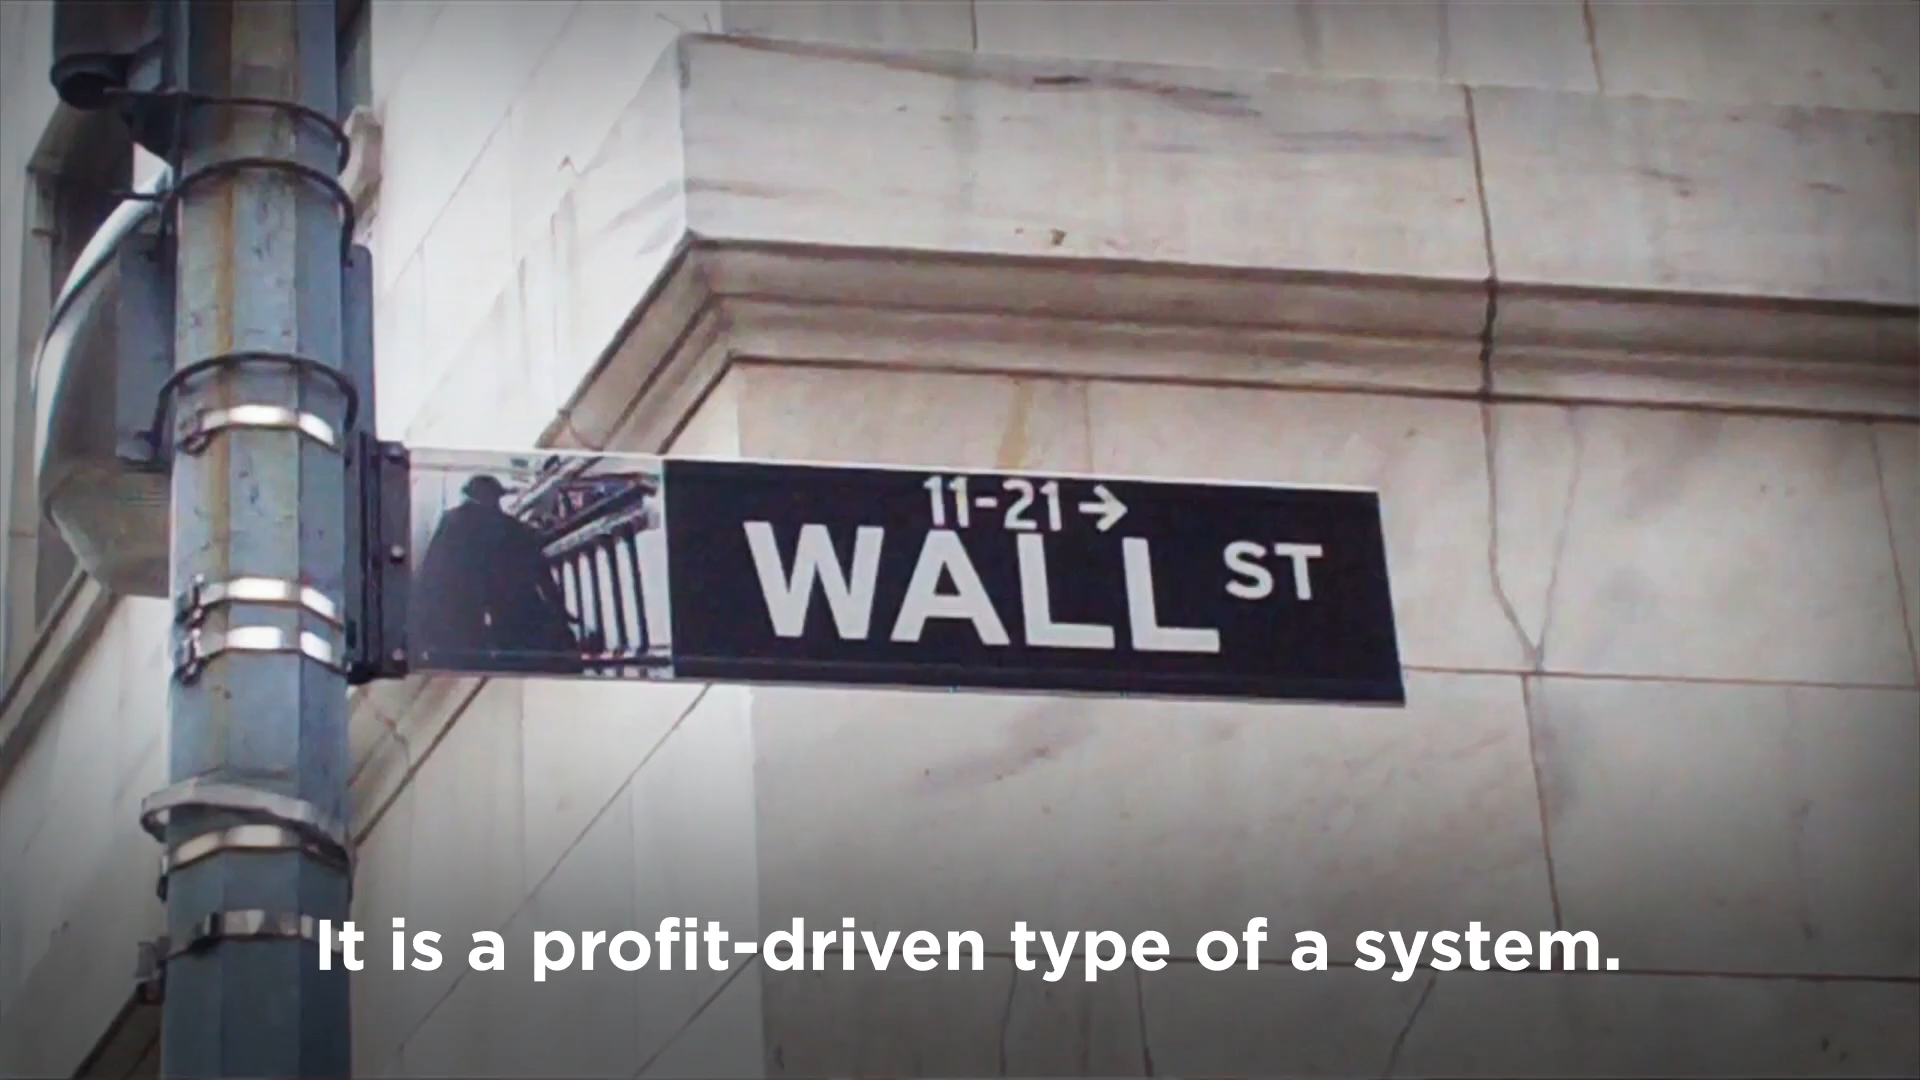 11-21→
WALL ST
It is a profit-driven type of a system.